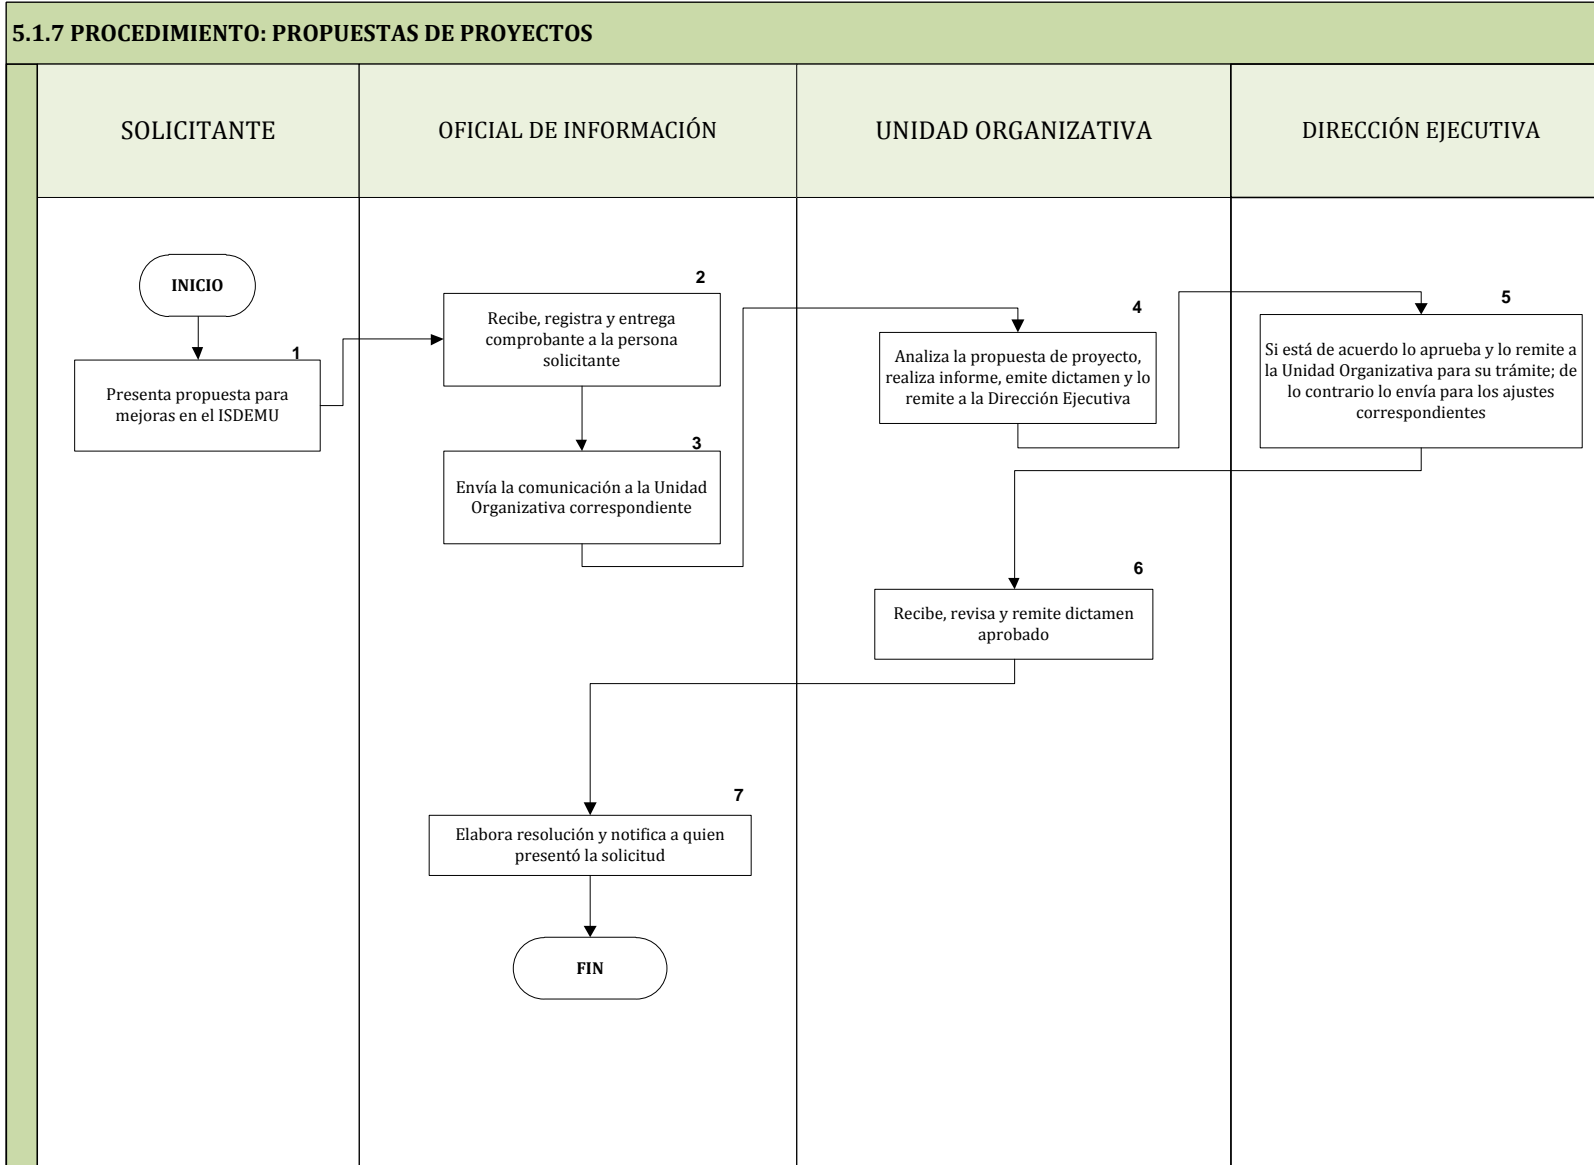 5.1.7 PROCEDIMIENTO: PROPUESTAS DE PROYECTOS
SOLICITANTE
OFICIAL DE INFORMACIÓN
UNIDAD ORGANIZATIVA
DIRECCIÓN EJECUTIVA
INICIO
1
Presenta propuesta para
mejoras en el ISDEMU
2
Recibe, registra y entrega
comprobante a la persona
solicitante
3
Envía la comunicación a la Unidad
Organizativa correspondiente
4
Analiza la propuesta de proyecto,
realiza informe, emite dictamen y lo
remite a la Dirección Ejecutiva
5
Si está de acuerdo lo aprueba y lo remite a
la Unidad Organizativa para su trámite; de
lo contrario lo envía para los ajustes
correspondientes
6
Recibe, revisa y remite dictamen
aprobado
7
Elabora resolución y notifica a quien
presentó la solicitud
FIN